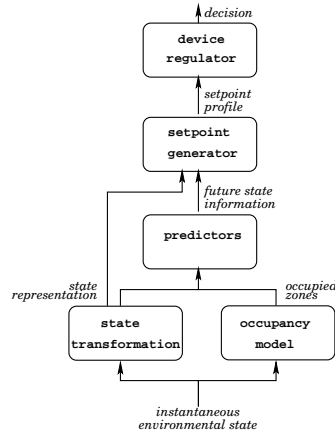 decision
device
regulator
setpoint
profile
setpoint
generator
future state
information
predictors
state
representation
occupied
zones
state
transformation
occupancy
model
instantaneous
environmental state